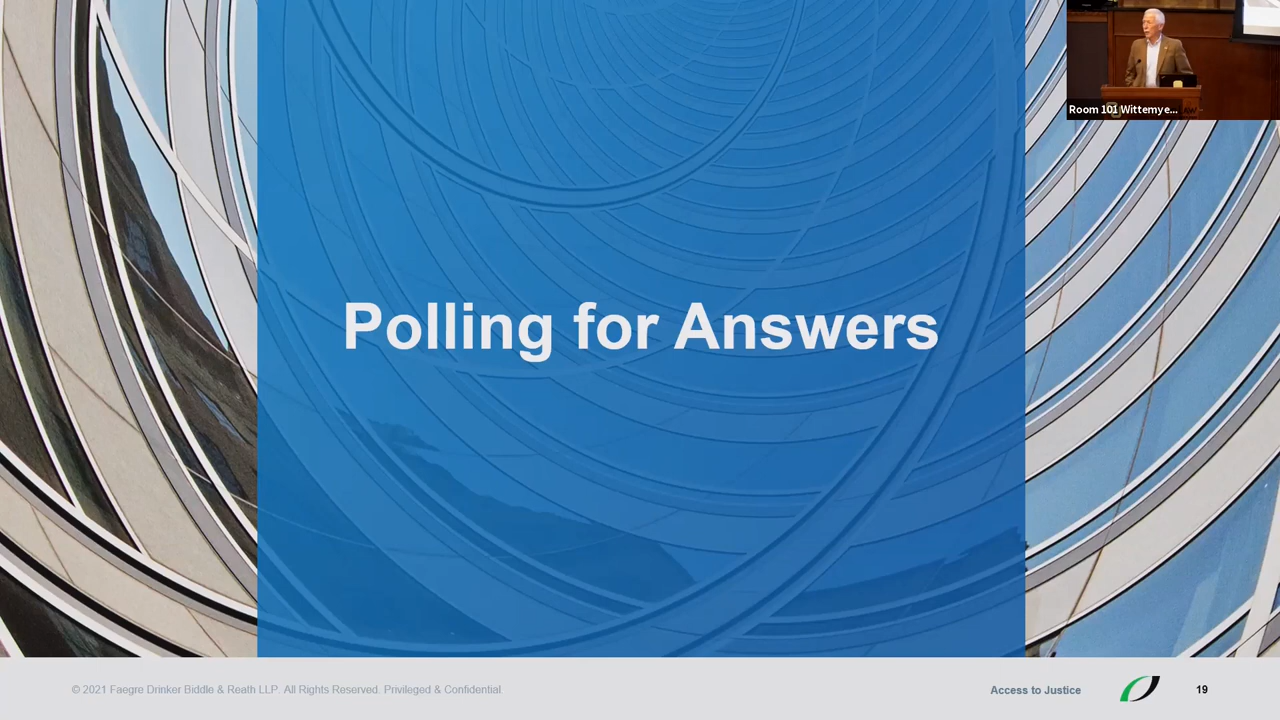 Room 101 Wittemye...
Polling for Answers
© 2021 Faegre Drinker Biddle & Reath LLP. All Rights Reserved. Privileged & Confidential
Access to Justice
19